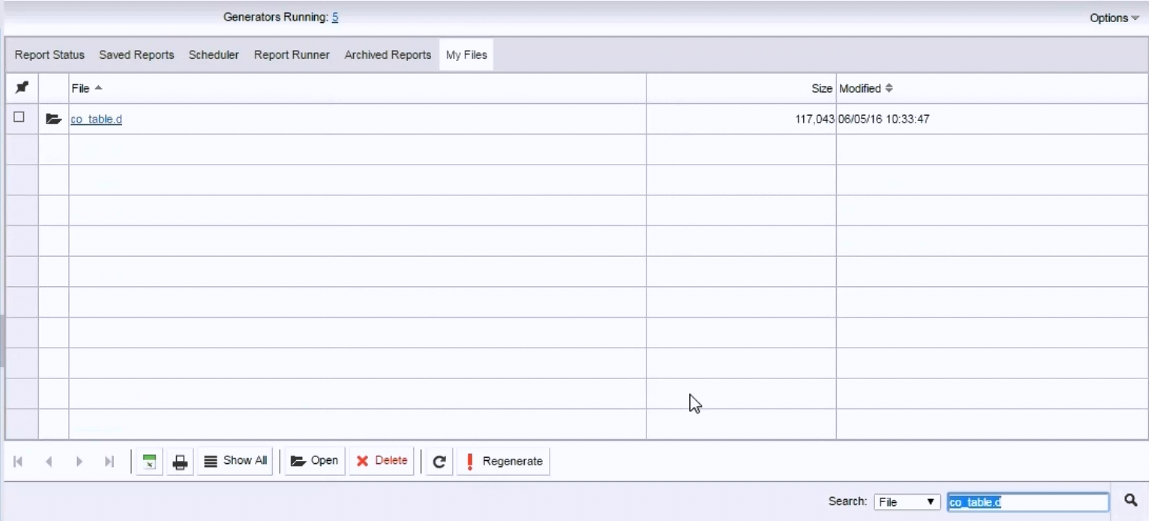 Generators Running: 5 Options
Report Status Saved Reports Scheduler Report Runner Archived Reports My Files
File Size Modified
co_table.d 117,043 06/05/16 10:33:47
Show All Open Delete Regenerate
Search: File co_table.d